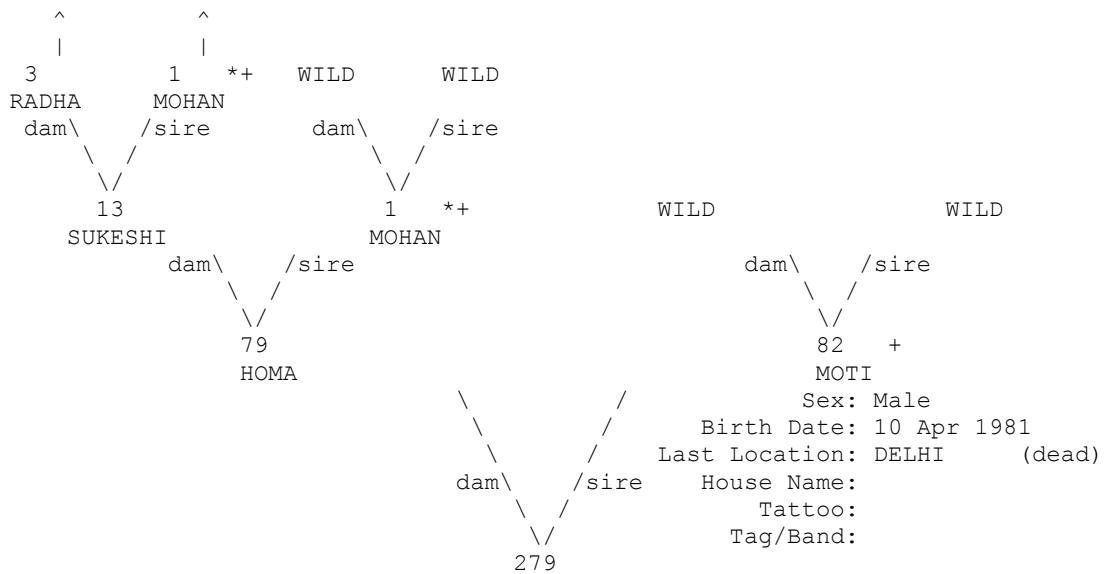 ^ ^
| |
3 1 *+ WILD WILD
RADHA MOHAN
dam\ /sire dam\ /sire
\ / \ /
\/ \/
13 1 *+ WILD WILD
SUKESHI MOHAN
dam\ /sire dam\ /sire
\ / \ /
\/ \/
79 82 +
HOMA MOTI
\ / Sex: Male
\ / Birth Date: 10 Apr 1981
\ / Last Location: DELHI (dead)
dam\ /sire House Name:
\ / Tattoo:
\/ Tag/Band:
279